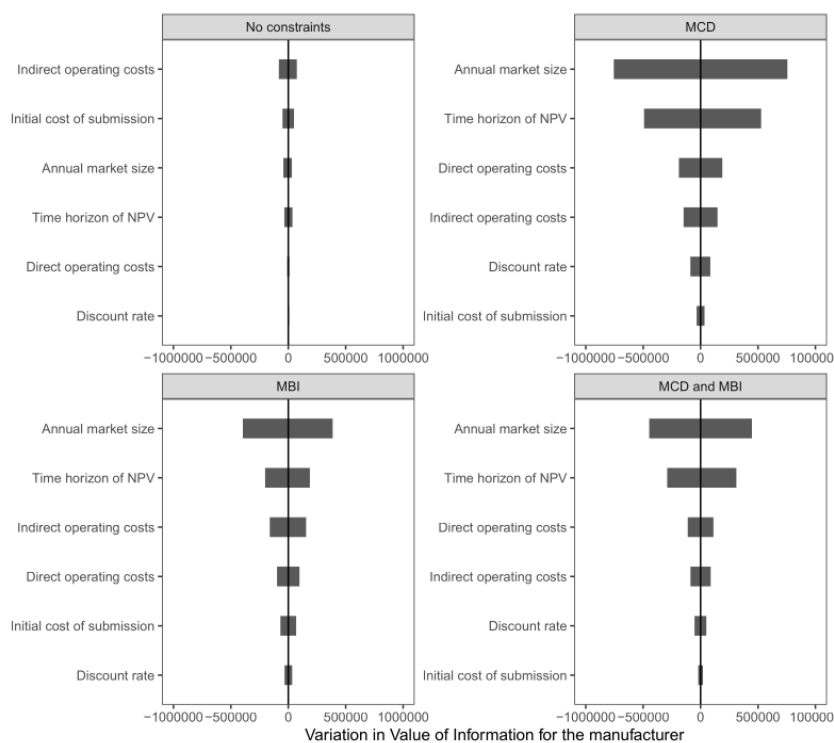 No constraints
Indirect operating costs
Initial cost of submission
Annual market size
Time horizon of NPV
Direct operating costs
Discount rate
−1000000 −500000 0 500000 1000000
MCD
Annual market size
Time horizon of NPV
Direct operating costs
Indirect operating costs
Discount rate
Initial cost of submission
−1000000 −500000 0 500000 100000
MBI
Annual market size
Time horizon of NPV
Indirect operating costs
Direct operating costs
Initial cost of submission
Discount rate
−1000000 −500000 0 500000 1000000
MCD and MBI
Annual market size
Time horizon of NPV
Direct operating costs
Indirect operating costs
Discount rate
Initial cost of submission
−1000000 −500000 0 500000 100000
Variation in Value of Information for the manufacturer